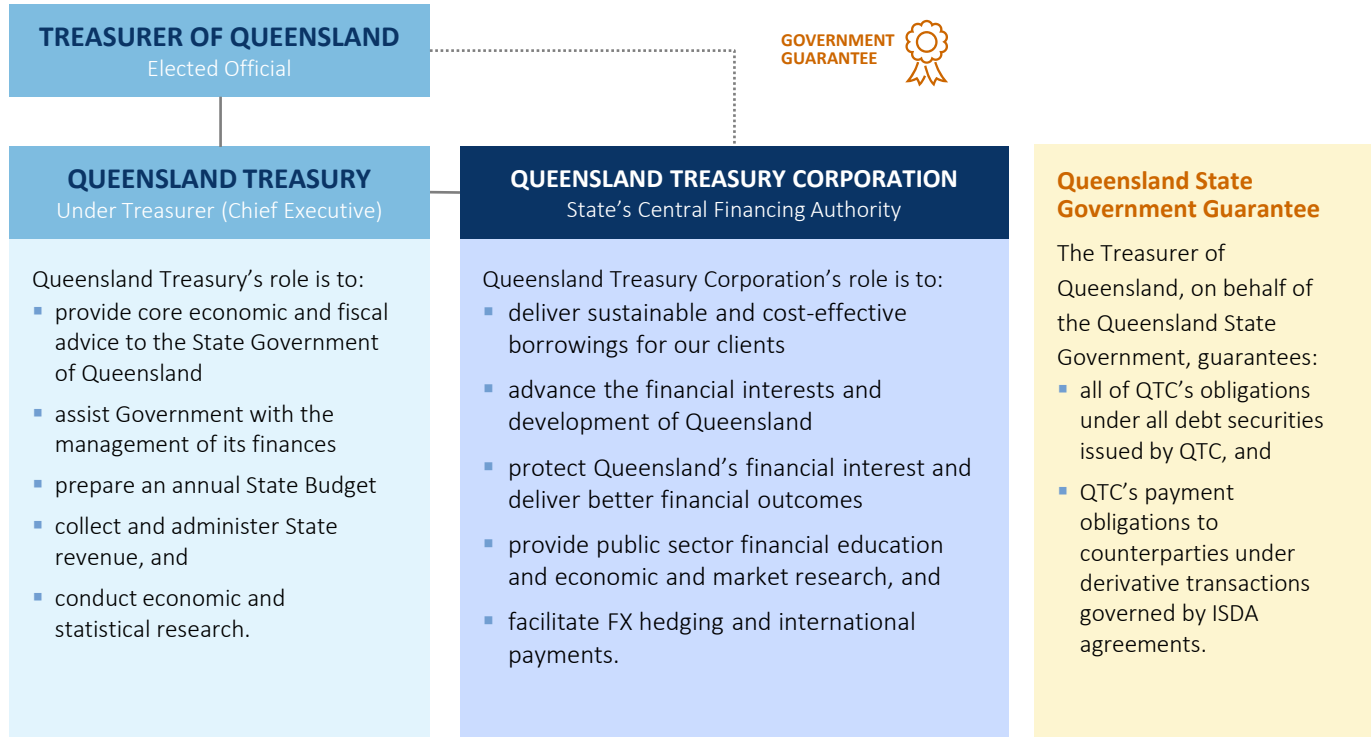 TREASURER OF QUEENSLAND
Elected Official
GOVERNMENT
GUARANTEE
QUEENSLAND TREASURY
Under Treasurer (Chief Executive)
Queensland Treasury’s role is to:
▪ provide core economic and fiscal
advice to the State Government
of Queensland
▪ assist Government with the
management of its finances
▪ prepare an annual State Budget
▪ collect and administer State
revenue, and
▪ conduct economic and
statistical research.
QUEENSLAND TREASURY CORPORATION
State’s Central Financing Authority
Queensland Treasury Corporation’s role is to:
▪ deliver sustainable and cost-effective
borrowings for our clients
▪ advance the financial interests and
development of Queensland
▪ protect Queensland’s financial interest and
deliver better financial outcomes
▪ provide public sector financial education
and economic and market research, and
▪ facilitate FX hedging and international
payments.
Queensland State
Government Guarantee
The Treasurer of
Queensland, on behalf of
the Queensland State
Government, guarantees:
▪ all of QTC’s obligations
under all debt securities
issued by QTC, and
▪ QTC’s payment
obligations to
counterparties under
derivative transactions
governed by ISDA
agreements.